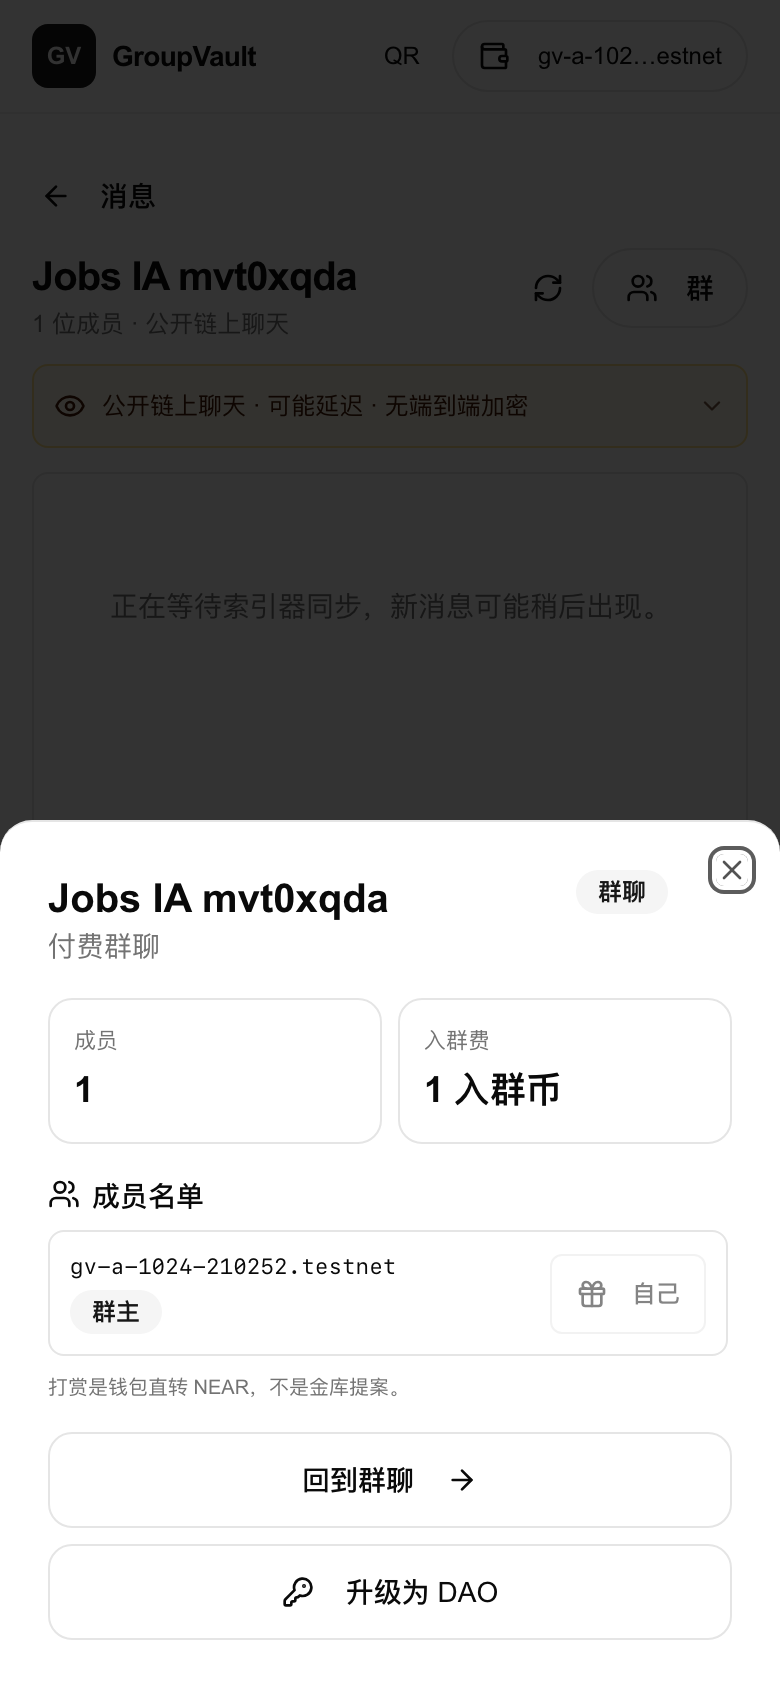 GV GroupVault QR gv-a-102...estnet
消息
Jobs IA mvt0xqda
群
1 位成员 · 公开链上聊天
公开链上聊天 · 可能延迟 · 无端到端加密
正在等待索引器同步，新消息可能稍后出现。
Jobs IA mvt0xqda
群聊
付费群聊
成员
1
入群费
1 入群币
成员名单
gv-a-1024-210252.testnet
群主
自己
打赏是钱包直转 NEAR，不是金库提案。
回到群聊
升级为 DAO